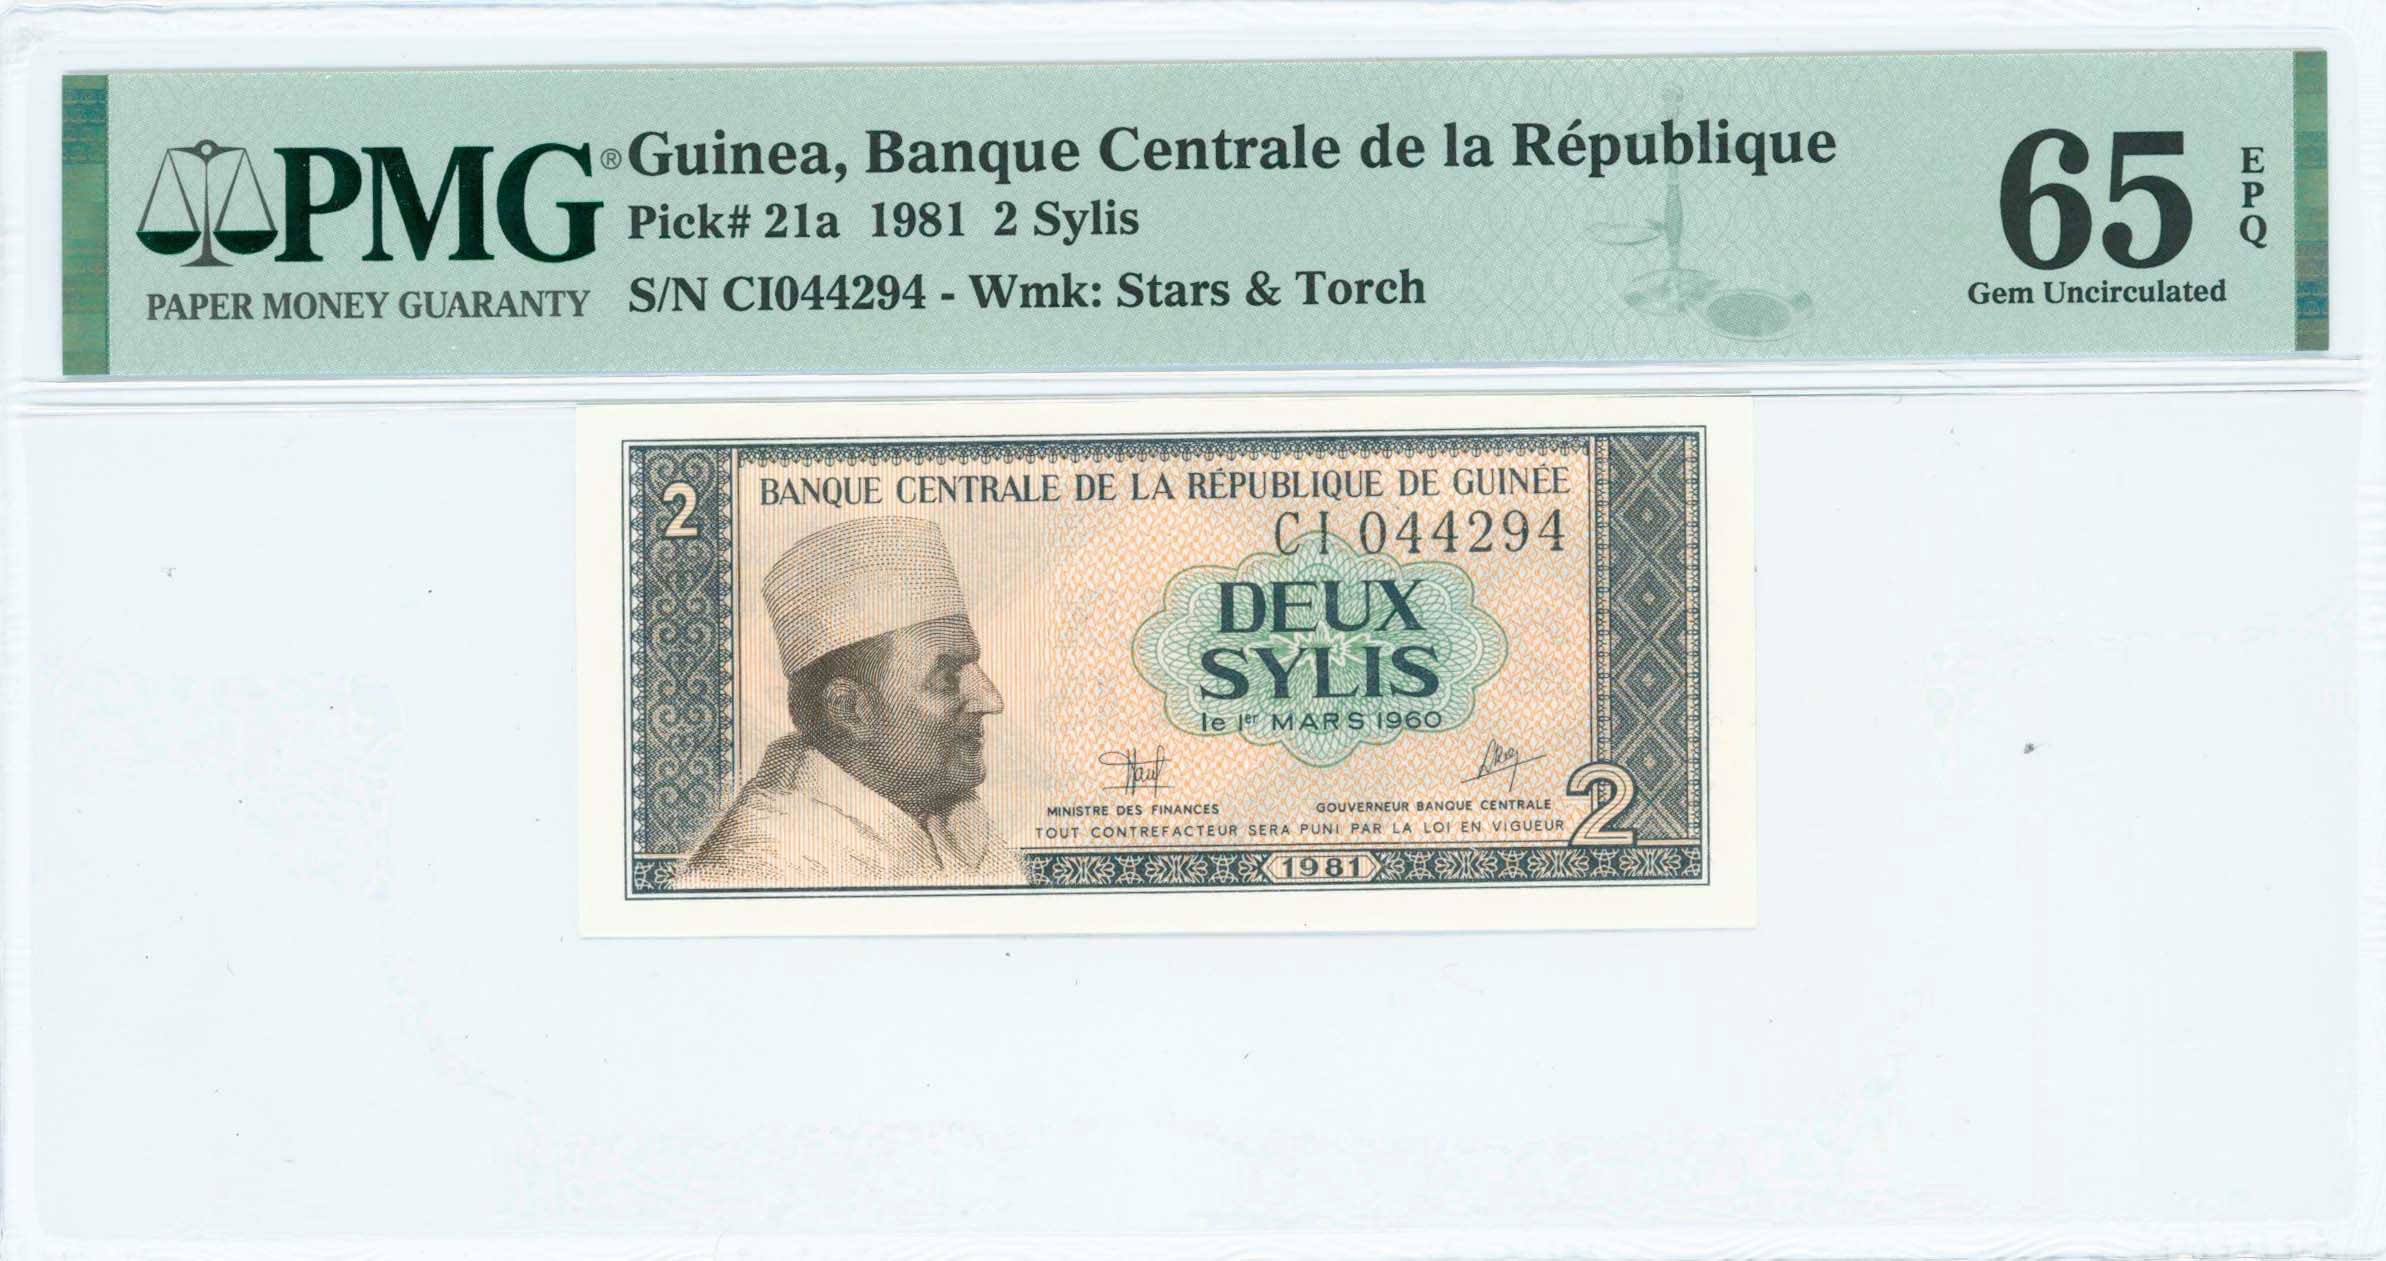 PMG®
PAPER MONEY GUARANTY
Guinea, Banque Centrale de la République
Pick# 21a 1981 2 Sylis
S/N CI044294 - Wmk: Stars & Torch
65
EPQ
Gem Uncirculated
2
BANQUE CENTRALE DE LA RÉPUBLIQUE DE GUINÉE
CI 044294
DEUX
SYLIS
le 1er MARS 1960
MINISTRE DES FINANCES
GOUVERNEUR BANQUE CENTRALE
TOUT CONTREFACTEUR SERA PUNI PAR LA LOI EN VIGUEUR
2
1981